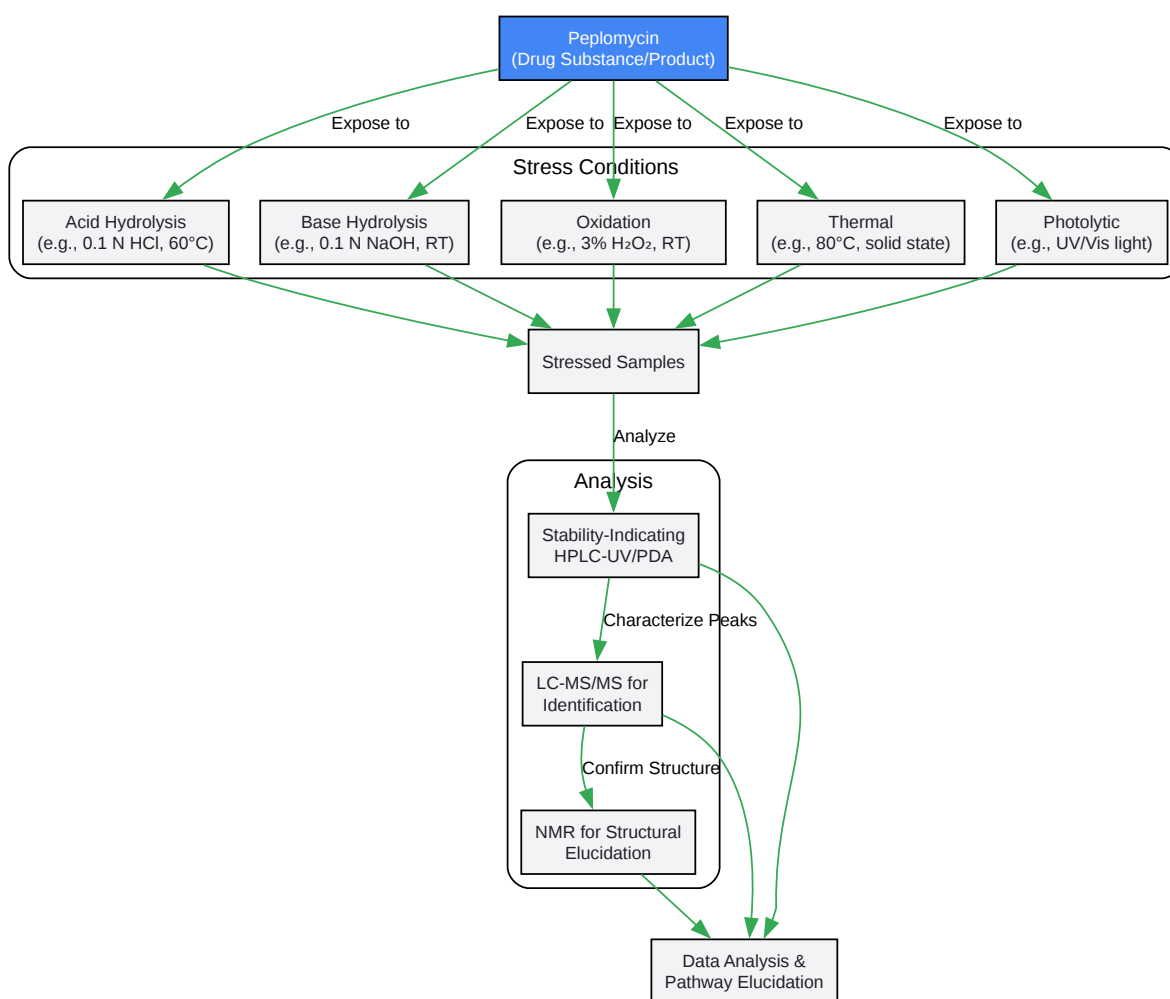 Peplomycin
(Drug Substance/Product)
Expose to
Expose to
Expose to
Expose to
Expose to
Stress Conditions
Acid Hydrolysis
(e.g., 0.1 N HCl, 60°C)
Base Hydrolysis
(e.g., 0.1 N NaOH, RT)
Oxidation
(e.g., 3% H₂O₂, RT)
Thermal
(e.g., 80°C, solid state)
Photolytic
(e.g., UV/Vis light)
Stressed Samples
Analyze
Analysis
Stability-Indicating
HPLC-UV/PDA
Characterize Peaks
LC-MS/MS for
Identification
Confirm Structure
NMR for Structural
Elucidation
Data Analysis &
Pathway Elucidation